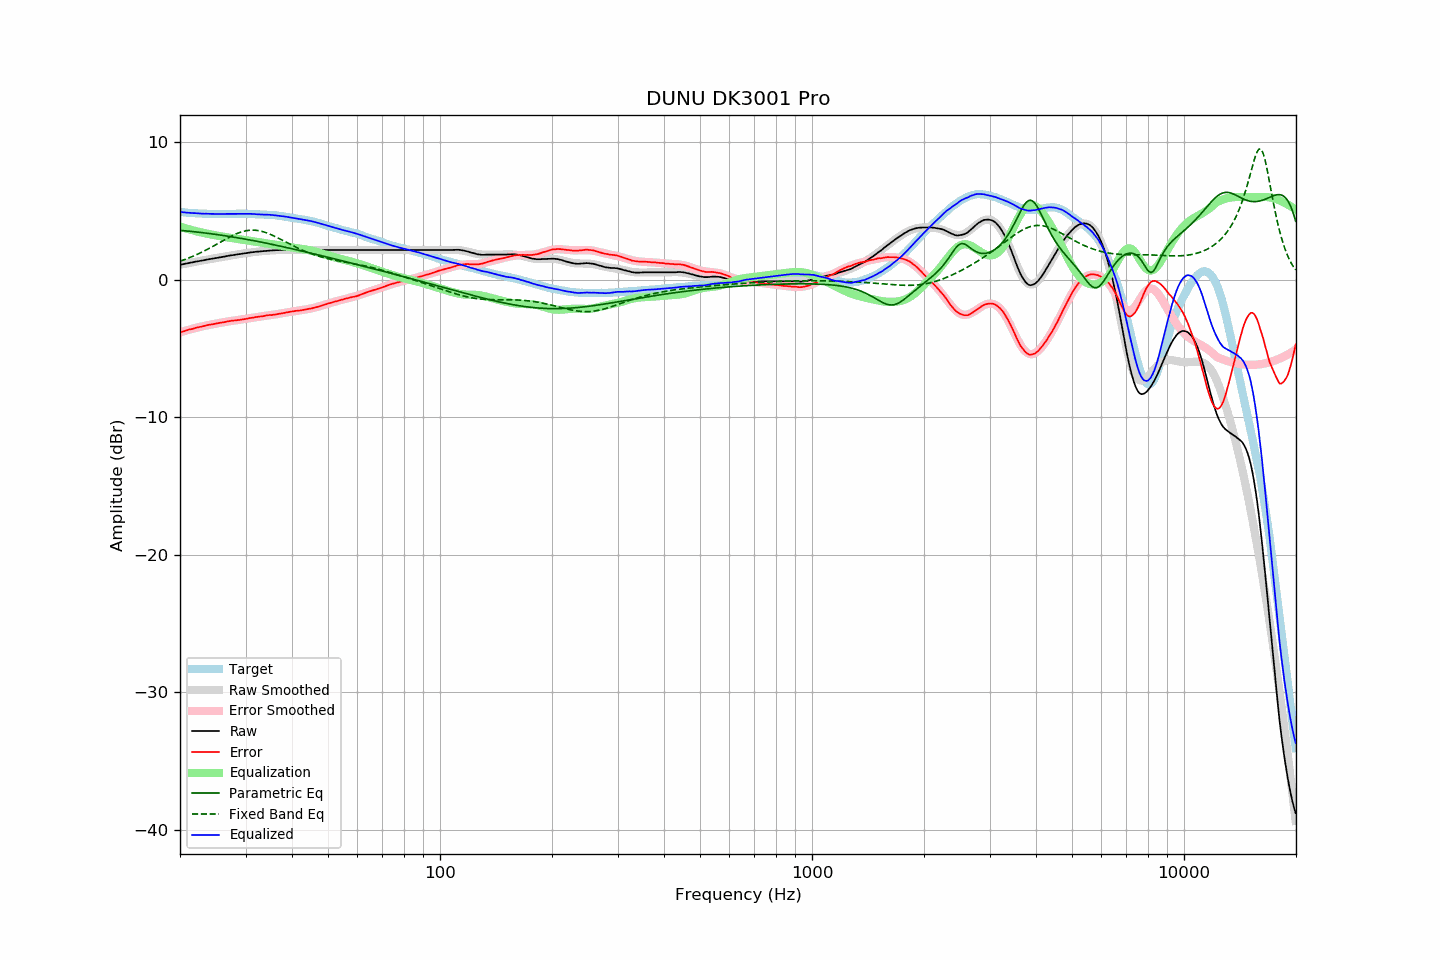 DUNU DK3001 Pro
10
0
−10
−20
−30
−40
Amplitude (dBr)
Target
Raw Smoothed
Error Smoothed
Raw
Error
Equalization
Parametric Eq
Fixed Band Eq
Equalized
100
1000
10000
Frequency (Hz)